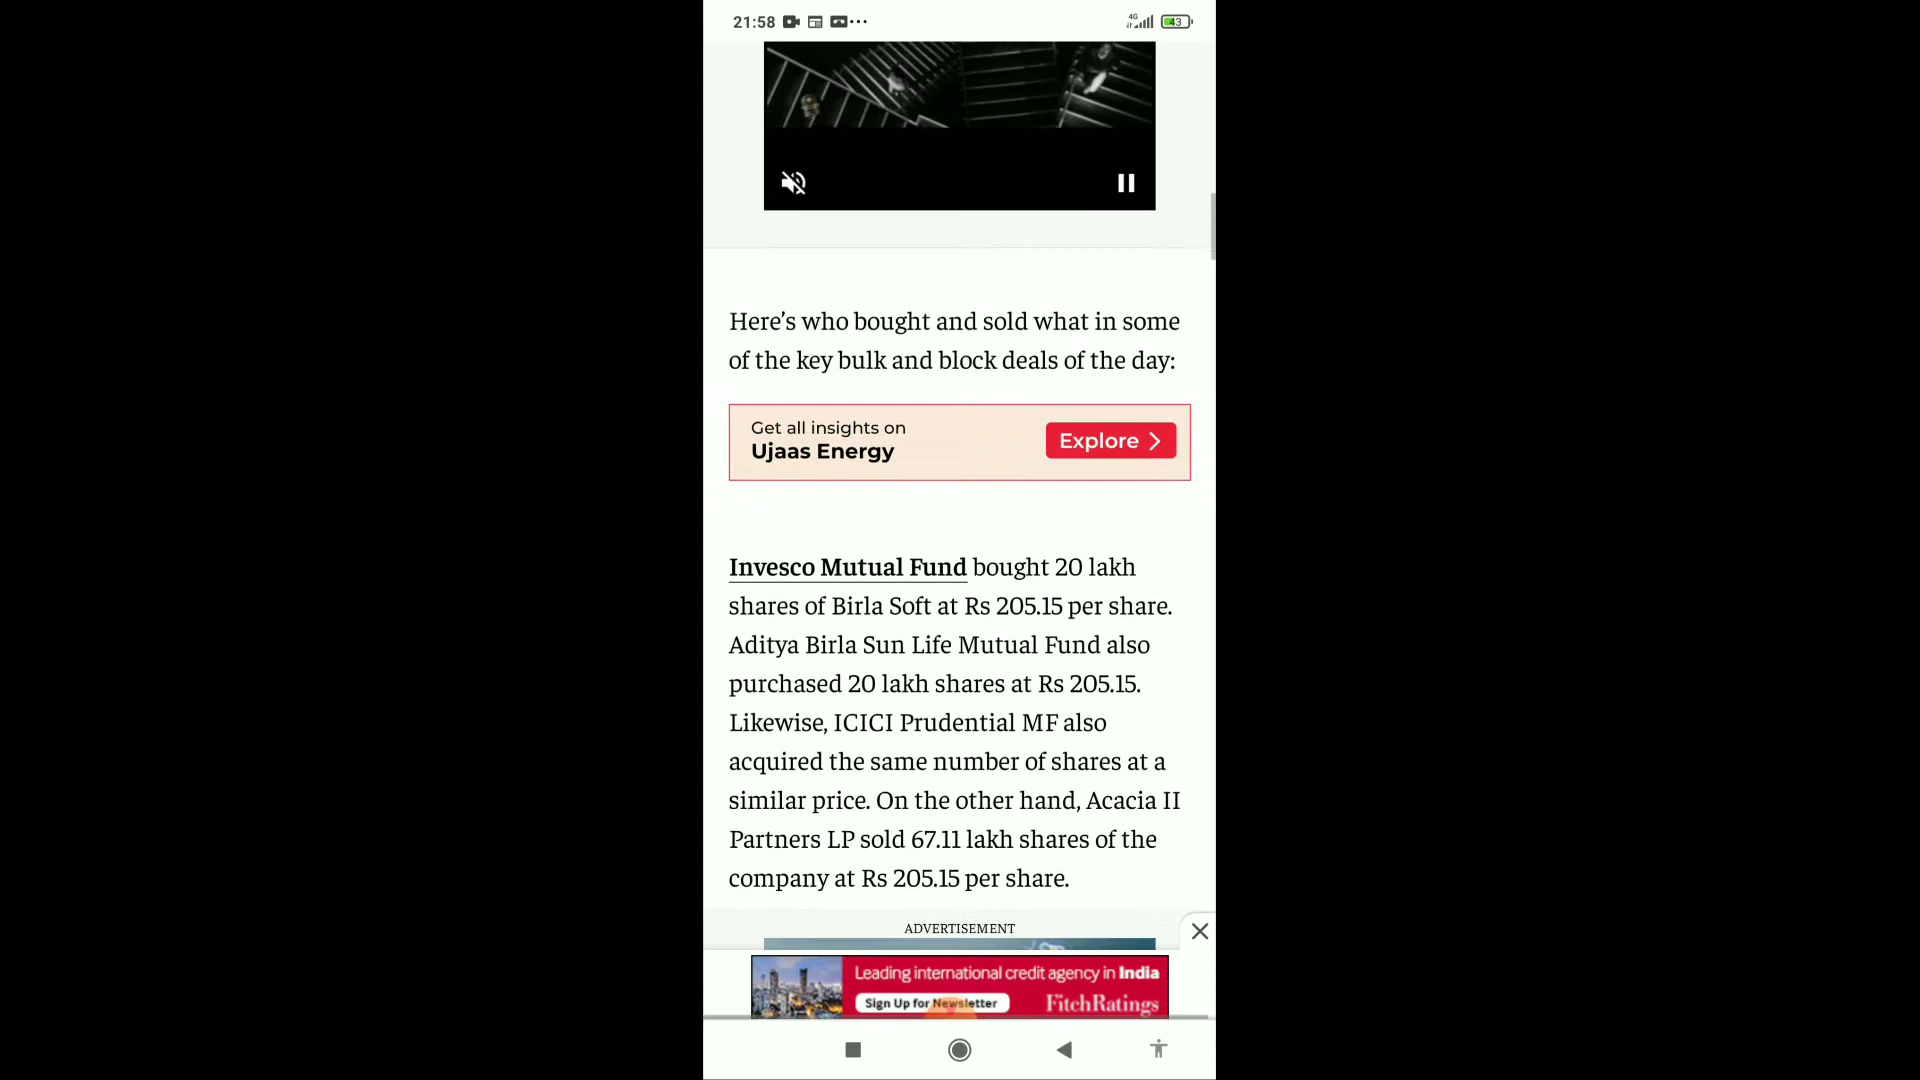 21:58
4G
43
Here's who bought and sold what in some
of the key bulk and block deals of the day:
Get all insights on
Ujaas Energy
Explore
Invesco Mutual Fund bought 20 lakh
shares of Birla Soft at Rs 205.15 per share.
Aditya Birla Sun Life Mutual Fund also
purchased 20 lakh shares at Rs 205.15.
Likewise, ICICI Prudential MF also
acquired the same number of shares at a
similar price. On the other hand, Acacia II
Partners LP sold 67.11 lakh shares of the
company at Rs 205.15 per share.
ADVERTISEMENT
Leading international credit agency in India
Sign Up for Newsletter
FitchRatings